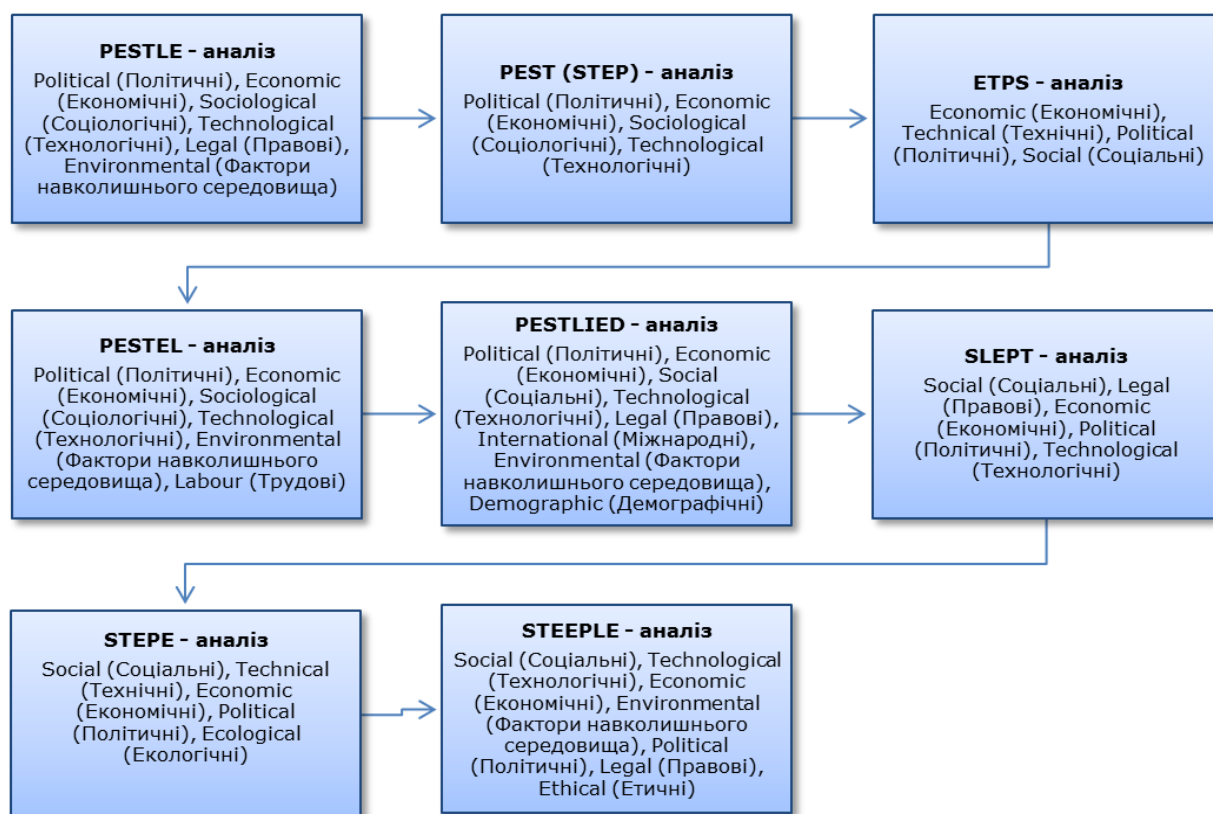 PESTLE - аналіз
Political (Політичні), Economic
(Економічні), Sociological
(Соціологічні), Technological
(Технологічні), Legal (Правові),
Environmental (Фактори
навколишнього середовища)
PEST (STEP) - аналіз
Political (Політичні), Economic
(Економічні), Sociological
(Соціологічні), Technological
(Технологічні)
ETPS - аналіз
Economic (Економічні),
Technical (Технічні), Political
(Політичні), Social (Соціальні)
PESTEL - аналіз
Political (Політичні), Economic
(Економічні), Sociological
(Соціологічні), Technological
(Технологічні), Environmental
(Фактори навколишнього
середовища), Labour (Трудові)
PESTLIED - аналіз
Political (Політичні), Economic
(Економічні), Social
(Соціальні), Technological
(Технологічні), Legal (Правові),
International (Міжнародні),
Environmental (Фактори
навколишнього середовища),
Demographic (Демографічні)
SLEPT - аналіз
Social (Соціальні), Legal
(Правові), Economic
(Економічні), Political
(Політичні), Technological
(Технологічні)
STEPE - аналіз
Social (Соціальні), Technical
(Технічні), Economic
(Економічні), Political
(Політичні), Ecological
(Екологічні)
STEEPLE - аналіз
Social (Соціальні), Technological
(Технологічні), Economic
(Економічні), Environmental
(Фактори навколишнього
середовища), Political
(Політичні), Legal (Правові),
Ethical (Етичні)